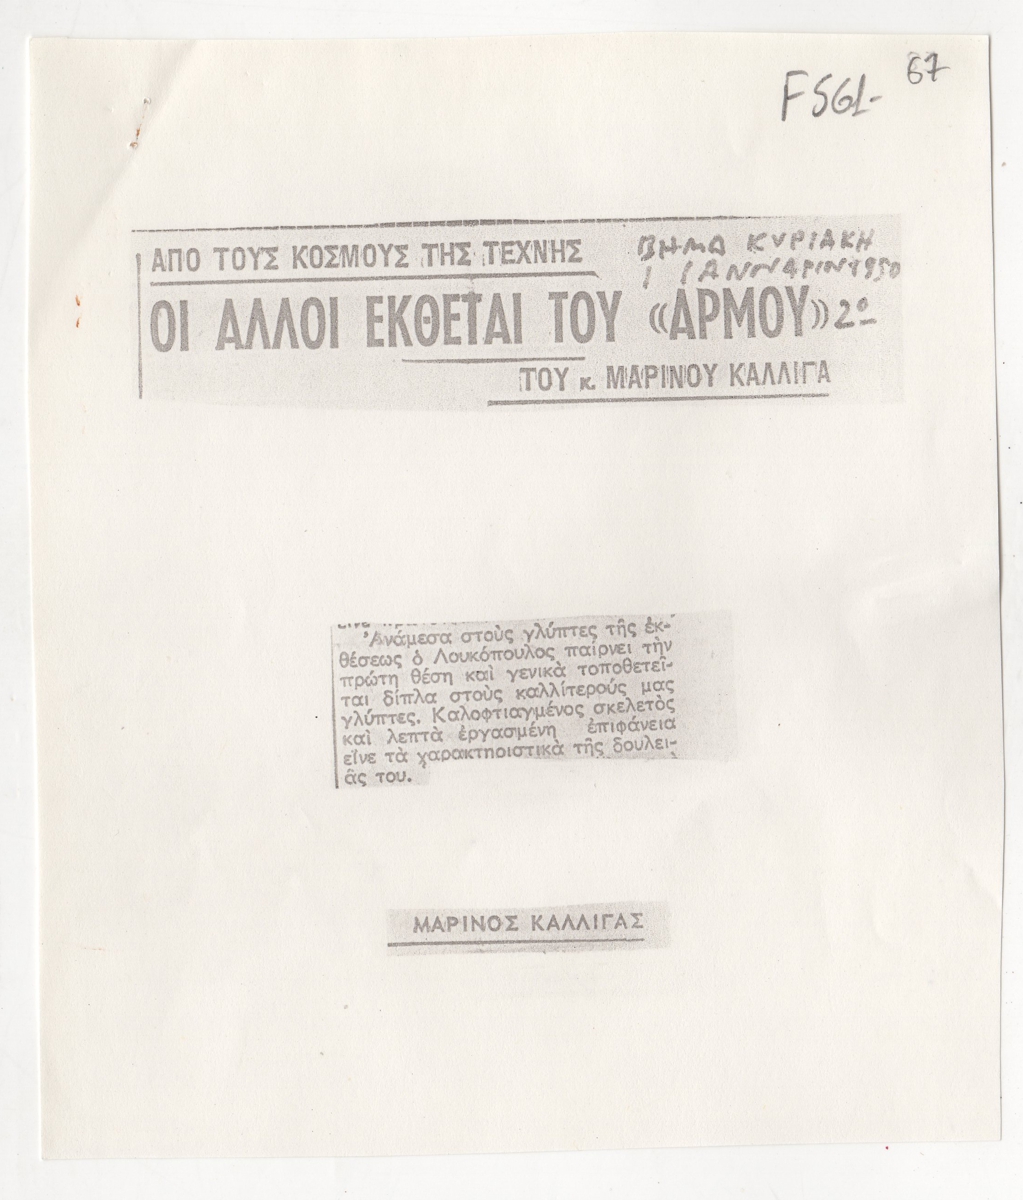 F561-
67
ΑΠΟ ΤΟΥΣ ΚΟΣΜΟΥΣ ΤΗΣ ΤΕΧΝΗΣ
ΒΗΜΑ ΚΥΡΙΑΚΗ
1 ΙΑΝΝΑΡΙΝ 1950
ΟΙ ΑΛΛΟΙ ΕΚΘΕΤΑΙ ΤΟΥ «ΑΡΜΟΥ» 2ο
ΤΟΥ κ. ΜΑΡΙΝΟΥ ΚΑΛΛΙΓΑ
Ἀνάμεσα στοὺς γλύπτες τῆς ἐκ-
θέσεως ὁ Λουκόπουλος παίρνει τὴν
πρώτη θέση καὶ γενικὰ τοποθετεῖ-
ται δίπλα στοὺς καλλίτερούς μας
γλύπτες. Καλοφτιαγμένος σκελετὸς
καὶ λεπτὰ ἐργασμένη ἐπιφάνεια
εἶνε τὰ χαρακτηριστικὰ τῆς δουλει-
ᾶς του.
ΜΑΡΙΝΟΣ ΚΑΛΛΙΓΑΣ